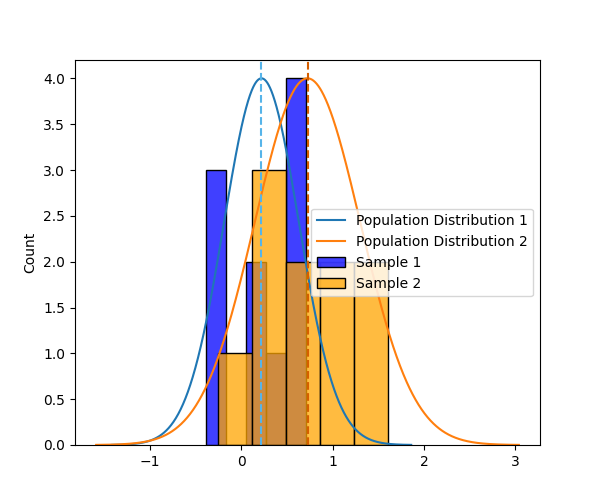 4.0
3.5
3.0
2.5
2.0
1.5
1.0
0.5
0.0
Count
Population Distribution 1
Population Distribution 2
Sample 1
Sample 2
−1 0 1 2 3